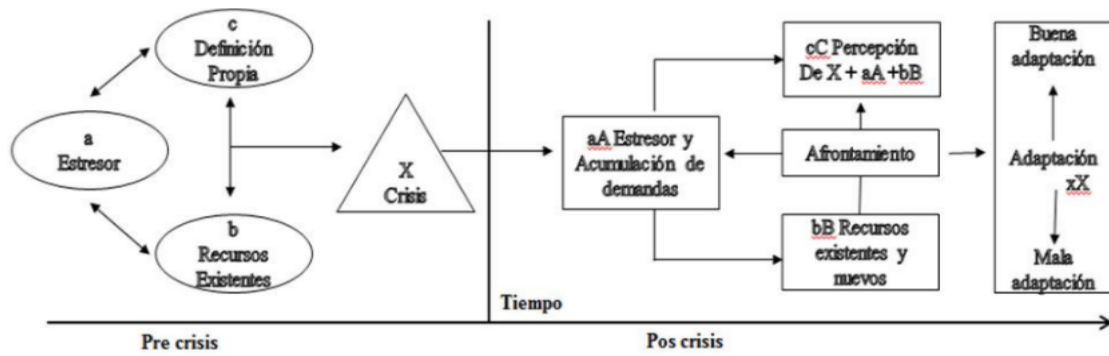 c
Definición
Propia
a
Estresor
b
Recursos
Existentes
X
Crisis
aA Estresor y
Acumulación de
demandas
cC Percepción
De X + aA +bB
Afrontamiento
bB Recursos
existentes y
nuevos
Buena
adaptación
Adaptación
xX
Mala
adaptación
Tiempo
Pre crisis
Pos crisis